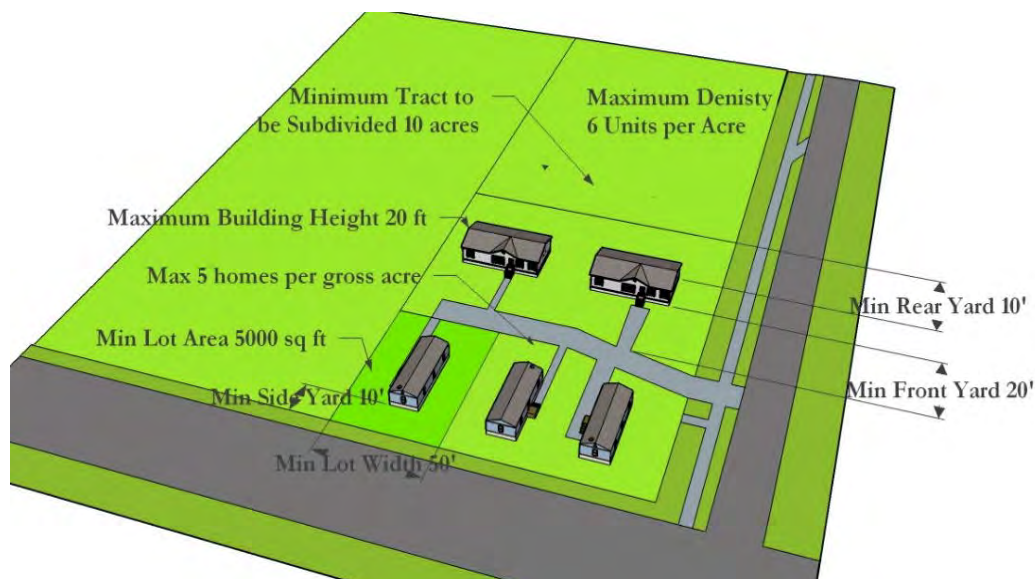 Minimum Tract to
be Subdivided 10 acres
Maximum Denisty
6 Units per Acre
Maximum Building Height 20 ft
Max 5 homes per gross acre
Min Rear Yard 10'
Min Lot Area 5000 sq ft
Min Front Yard 20'
Min Side Yard 10'
Min Lot Width 50'